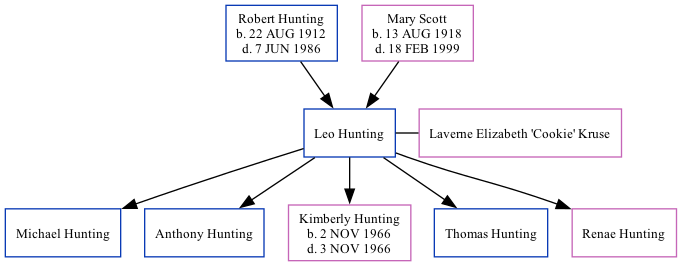 Robert Hunting
b. 22 AUG 1912
d. 7 JUN 1986
Mary Scott
b. 13 AUG 1918
d. 18 FEB 1999
Leo Hunting
Laverne Elizabeth 'Cookie' Kruse
Michael Hunting
Anthony Hunting
Kimberly Hunting
b. 2 NOV 1966
d. 3 NOV 1966
Thomas Hunting
Renae Hunting